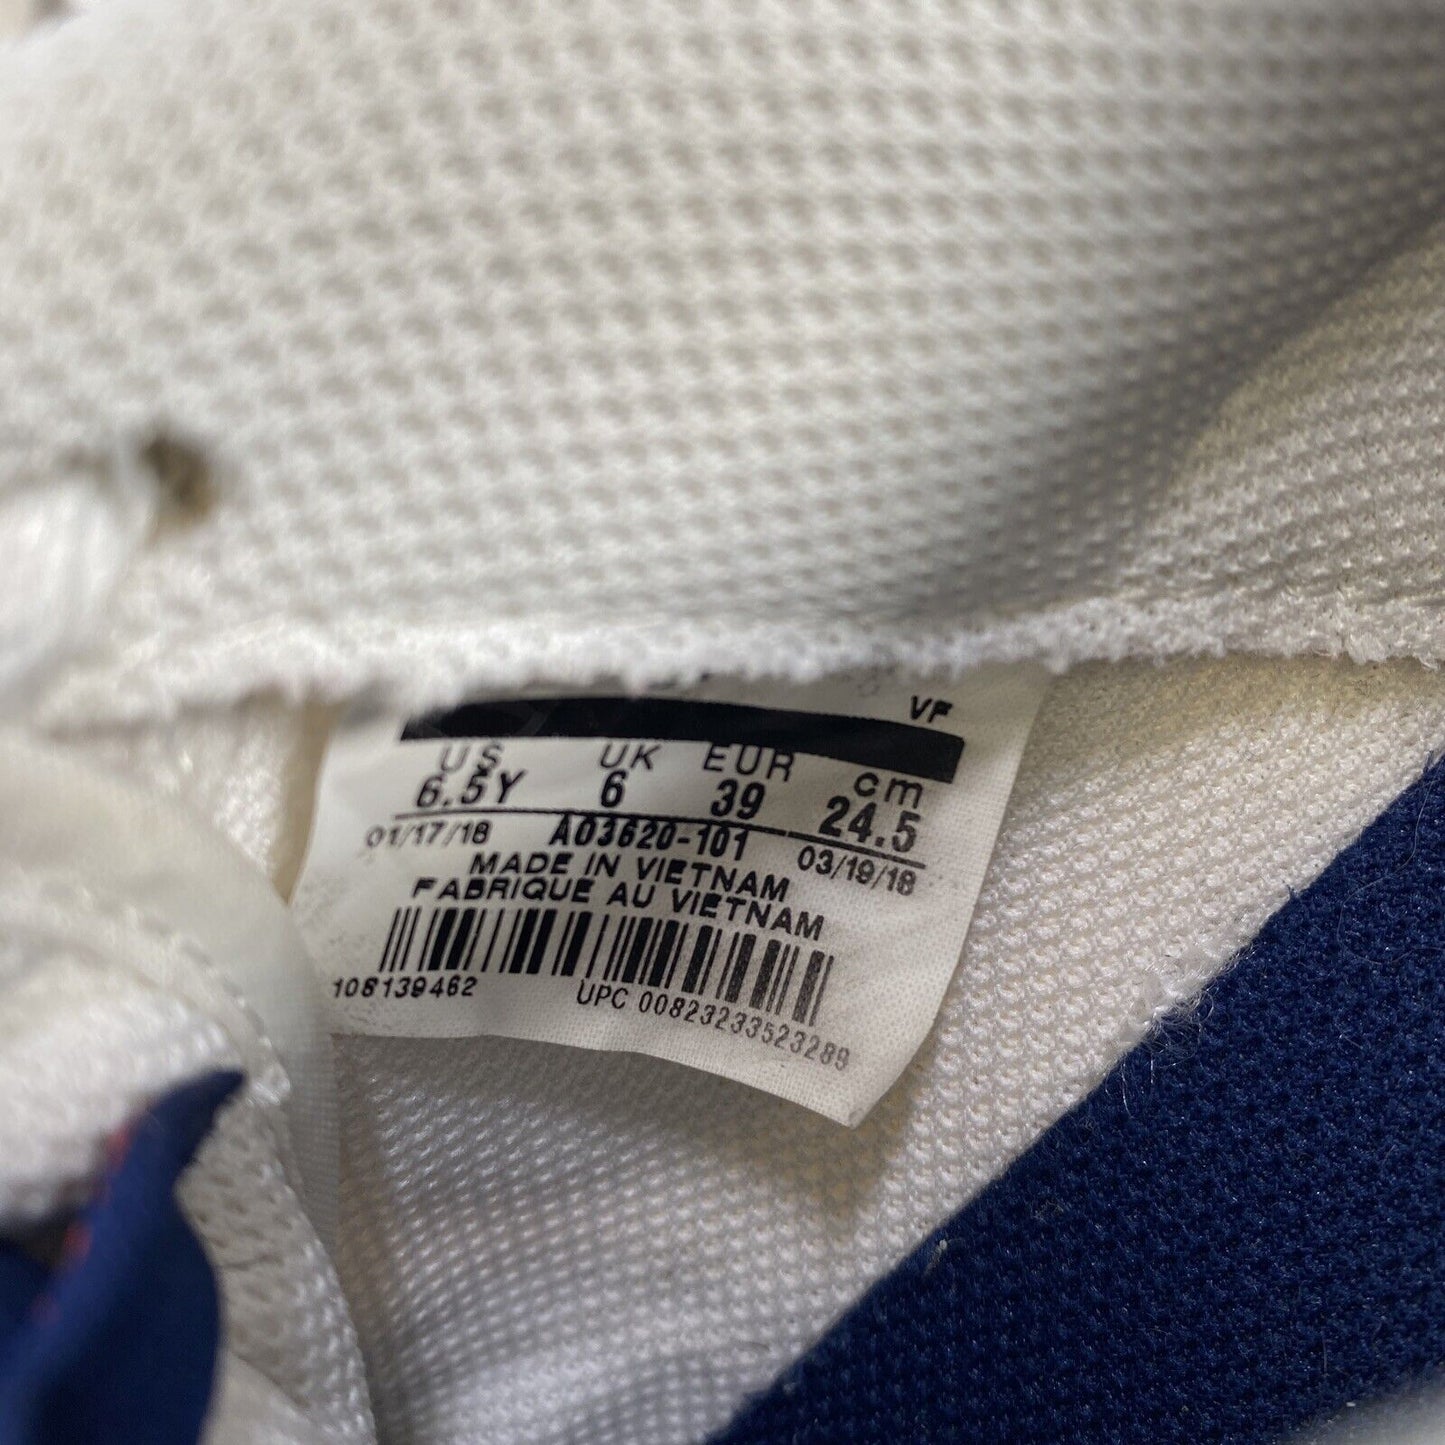 VF
US UK EUR cm
6.5Y 6 39 24.5
01/17/18 AO3620-101 03/19/18
MADE IN VIETNAM
FABRIQUE AU VIETNAM
108139462 UPC 00823233523289